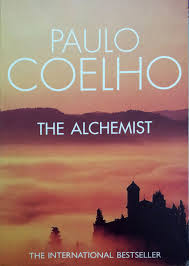 PAULO
COELHO
THE ALCHEMIST
THE INTERNATIONAL BESTSELLER